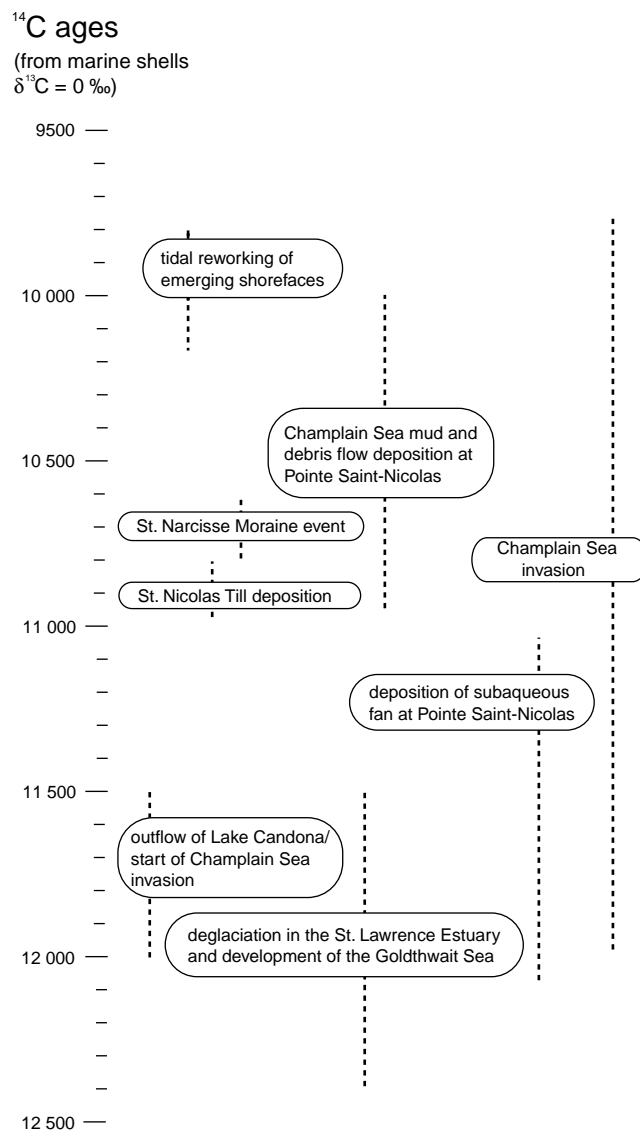 ¹⁴C ages
(from marine shells
δ¹³C = 0 ‰)
9500
tidal reworking of
emerging shorefaces
10 000
Champlain Sea mud and
debris flow deposition at
Pointe Saint-Nicolas
10 500
St. Narcisse Moraine event
Champlain Sea
invasion
St. Nicolas Till deposition
11 000
deposition of subaqueous
fan at Pointe Saint-Nicolas
11 500
outflow of Lake Candona/
start of Champlain Sea
invasion
deglaciation in the St. Lawrence Estuary
and development of the Goldthwait Sea
12 000
12 500